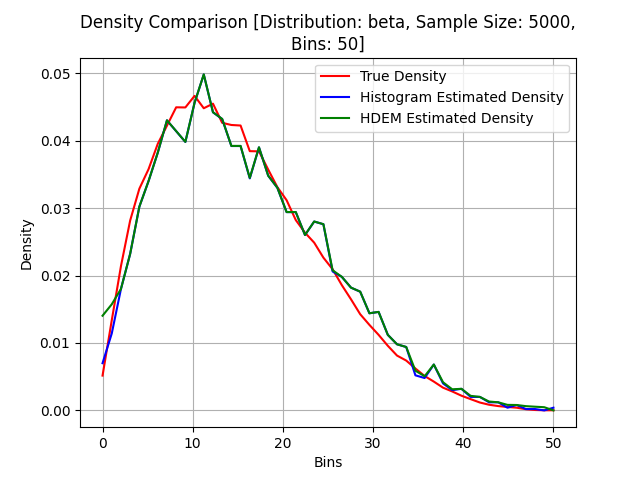 Density Comparison [Distribution: beta, Sample Size: 5000,
Bins: 50]
True Density
Histogram Estimated Density
HDEM Estimated Density
Density
0.05
0.04
0.03
0.02
0.01
0.00
0 10 20 30 40 50
Bins